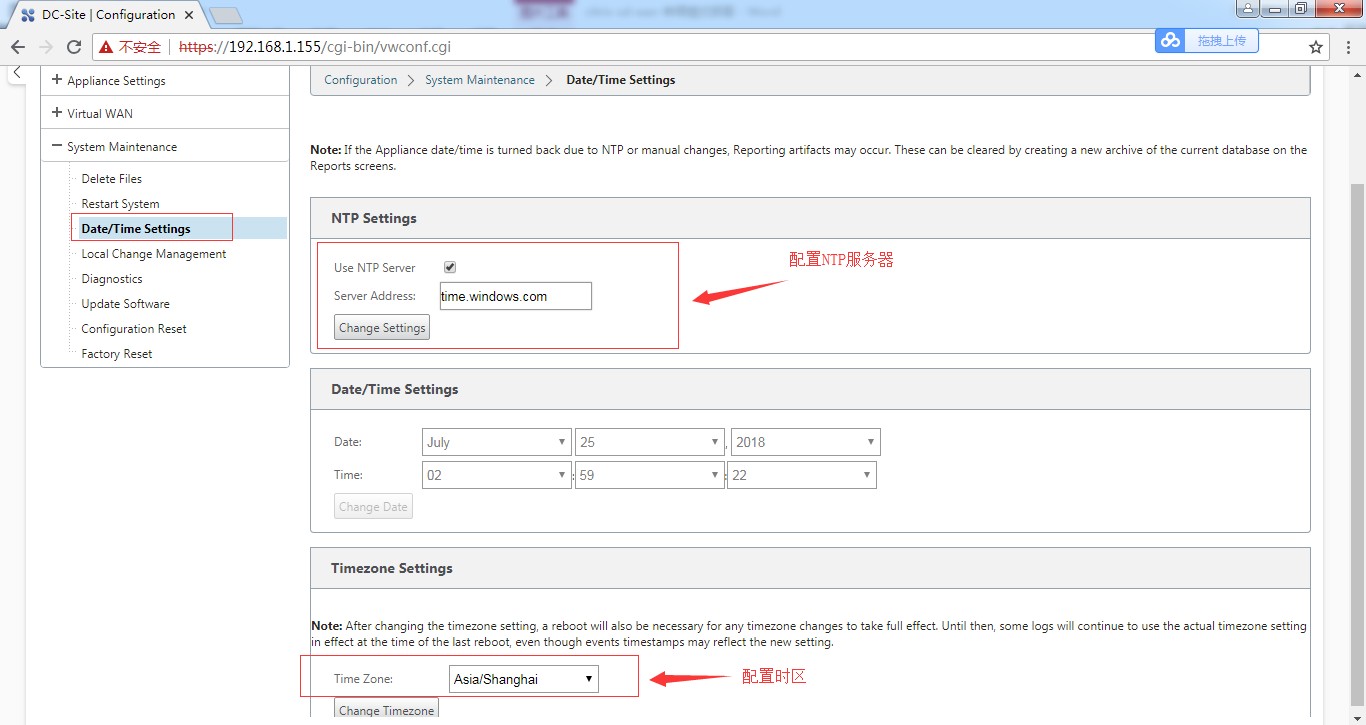 DC-Site | Configuration
不安全 | https://192.168.1.155/cgi-bin/vwconf.cgi
拖拽上传
+ Appliance Settings
+ Virtual WAN
− System Maintenance
Delete Files
Restart System
Date/Time Settings
Local Change Management
Diagnostics
Update Software
Configuration Reset
Factory Reset
Configuration > System Maintenance > Date/Time Settings
Note: If the Appliance date/time is turned back due to NTP or manual changes, Reporting artifacts may occur. These can be cleared by creating a new archive of the current database on the
Reports screens.
NTP Settings
Use NTP Server
Server Address: time.windows.com
Change Settings
配置NTP服务器
Date/Time Settings
Date: July 25 , 2018
Time: 02 : 59 : 22
Change Date
Timezone Settings
Note: After changing the timezone setting, a reboot will also be necessary for any timezone changes to take full effect. Until then, some logs will continue to use the actual timezone setting
in effect at the time of the last reboot, even though events timestamps may reflect the new setting.
Time Zone: Asia/Shanghai
配置时区
Change Timezone